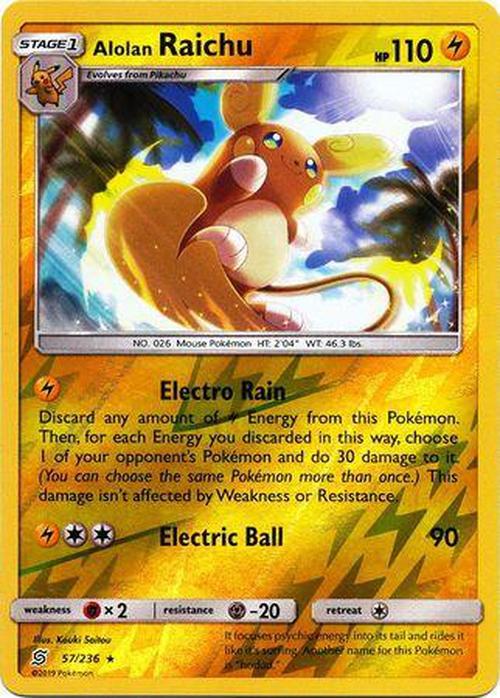 STAGE 1 Alolan Raichu HP 110
Evolves from Pikachu
NO. 026 Mouse Pokémon HT: 2'04" WT: 46.3 lbs.
Electro Rain
Discard any amount of Energy from this Pokémon.
Then, for each Energy you discarded in this way, choose
1 of your opponent's Pokémon and do 30 damage to it.
(You can choose the same Pokémon more than once.) This
damage isn't affected by Weakness or Resistance.
Electric Ball 90
weakness × 2 resistance -20 retreat
Illus. Kouki Saitou
57/236 ★
©2019 Pokémon
It focuses psychic energy into its tail and rides it
like it's surfing. Another name for this Pokémon
is "hodad."